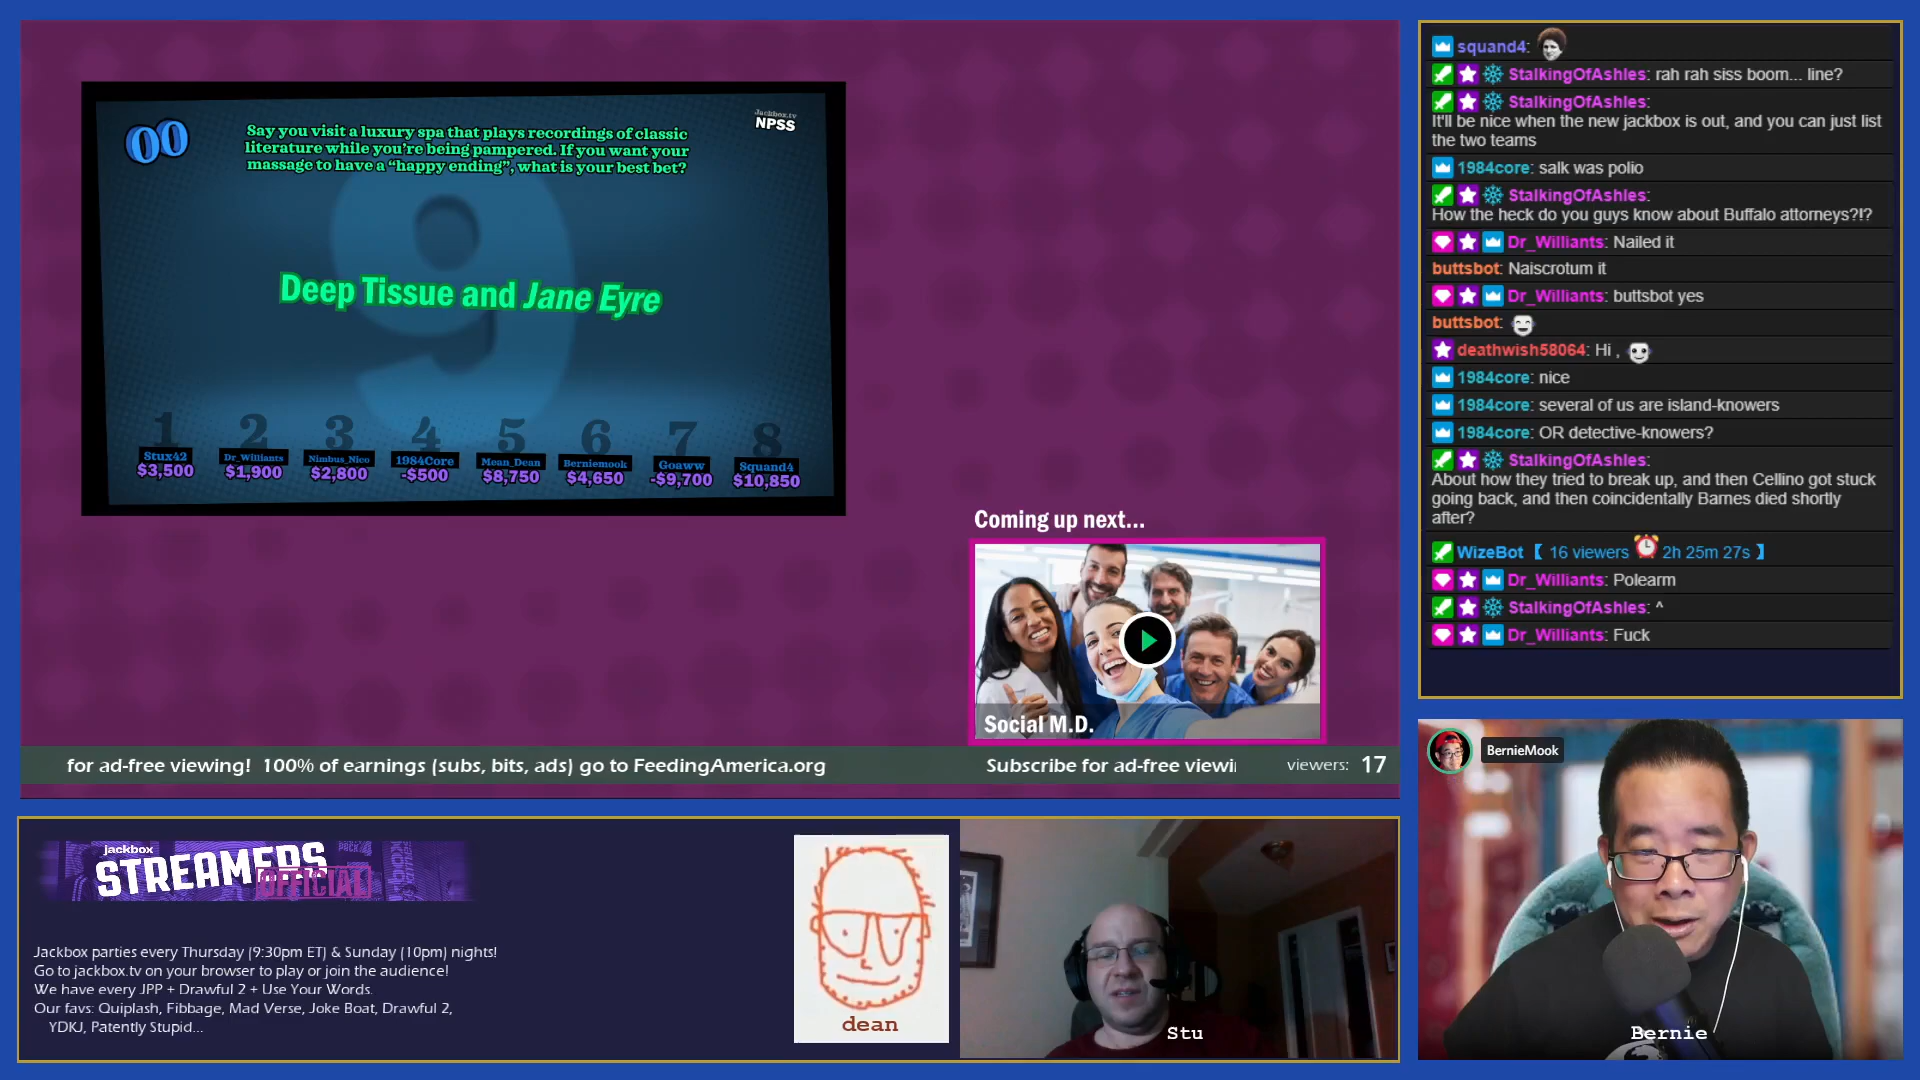 00
Say you visit a luxury spa that plays recordings of classic
literature while you're being pampered. If you want your
massage to have a "happy ending", what is your best bet?
Jackbox.tv
NPSS
9
Deep Tissue and Jane Eyre
1 2 3 4 5 6 7 8
Stux42 Dr_Williants Nimbus_Nico 1984Core Mean_Dean Berniemook Goaww Squand4
$3,500 $1,900 $2,800 -$500 $8,750 $4,650 -$9,700 $10,850
Coming up next...
Social M.D.
for ad-free viewing! 100% of earnings (subs, bits, ads) go to FeedingAmerica.org
Subscribe for ad-free viewi
viewers: 17
squand4:
StalkingOfAshles: rah rah siss boom... line?
StalkingOfAshles:
It'll be nice when the new jackbox is out, and you can just list
the two teams
1984core: salk was polio
StalkingOfAshles:
How the heck do you guys know about Buffalo attorneys?!?
Dr_Williants: Nailed it
buttsbot: Naiscrotum it
Dr_Williants: buttsbot yes
buttsbot:
deathwish58064: Hi ,
1984core: nice
1984core: several of us are island-knowers
1984core: OR detective-knowers?
StalkingOfAshles:
About how they tried to break up, and then Cellino got stuck
going back, and then coincidentally Barnes died shortly
after?
WizeBot 【 16 viewers 2h 25m 27s 】
Dr_Williants: Polearm
StalkingOfAshles: ^
Dr_Williants: Fuck
BernieMook
Bernie
jackbox
STREAMERS
OFFICIAL
Jackbox parties every Thursday (9:30pm ET) & Sunday (10pm) nights!
Go to jackbox.tv on your browser to play or join the audience!
We have every JPP + Drawful 2 + Use Your Words.
Our favs: Quiplash, Fibbage, Mad Verse, Joke Boat, Drawful 2,
YDKJ, Patently Stupid...
dean
Stu